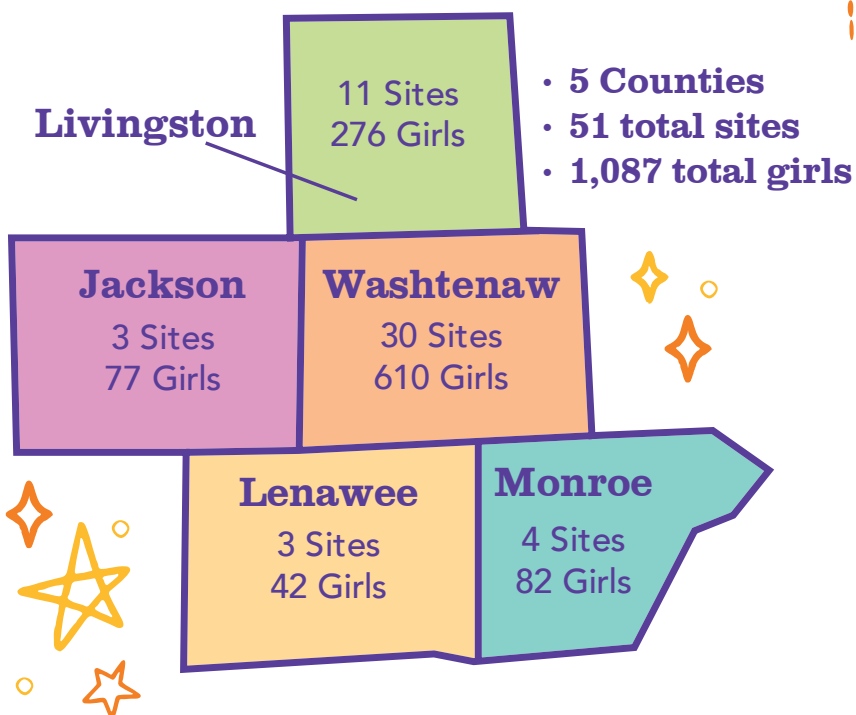 Livingston
11 Sites
276 Girls
• 5 Counties
• 51 total sites
• 1,087 total girls
Jackson
3 Sites
77 Girls
Washtenaw
30 Sites
610 Girls
Lenawee
3 Sites
42 Girls
Monroe
4 Sites
82 Girls